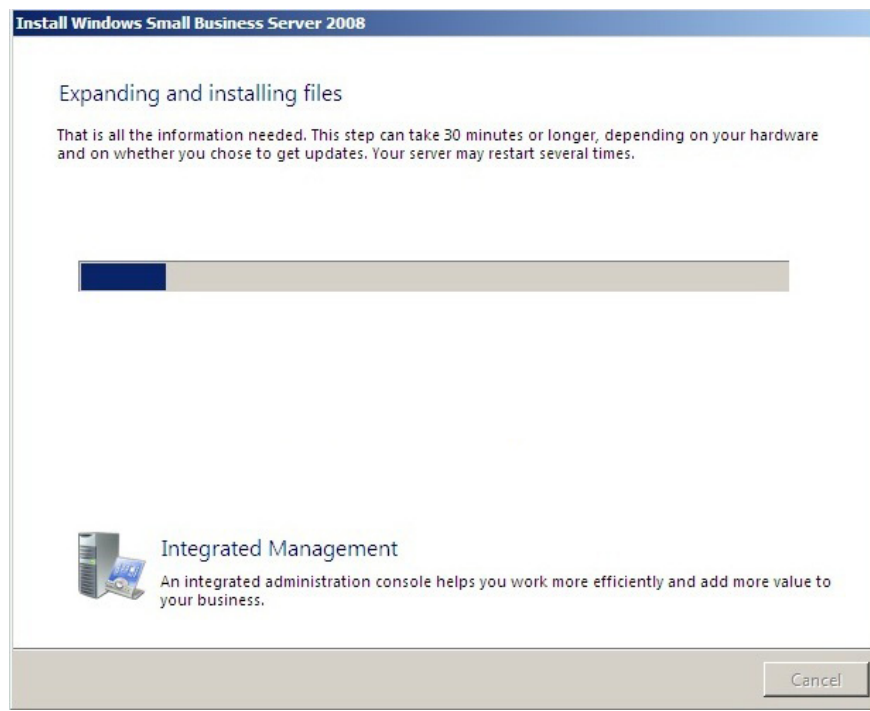 Install Windows Small Business Server 2008
Expanding and installing files
That is all the information needed. This step can take 30 minutes or longer, depending on your hardware
and on whether you chose to get updates. Your server may restart several times.
Integrated Management
An integrated administration console helps you work more efficiently and add more value to
your business.
Cancel